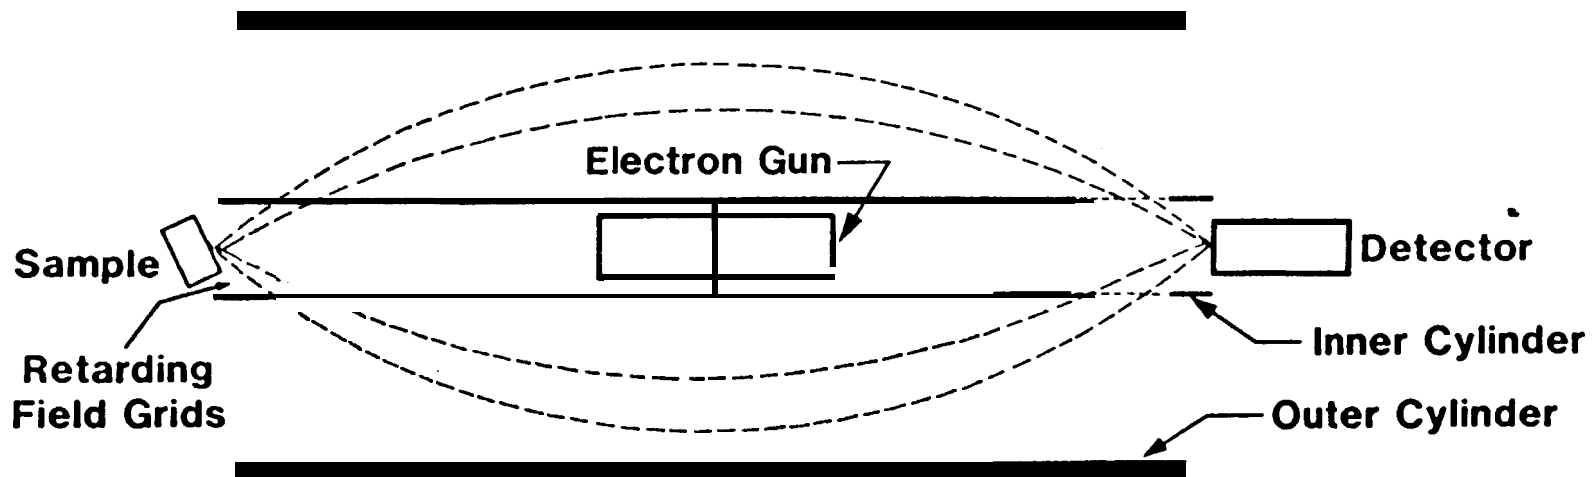 Electron Gun
Sample
Detector
Retarding
Field Grids
Inner Cylinder
Outer Cylinder